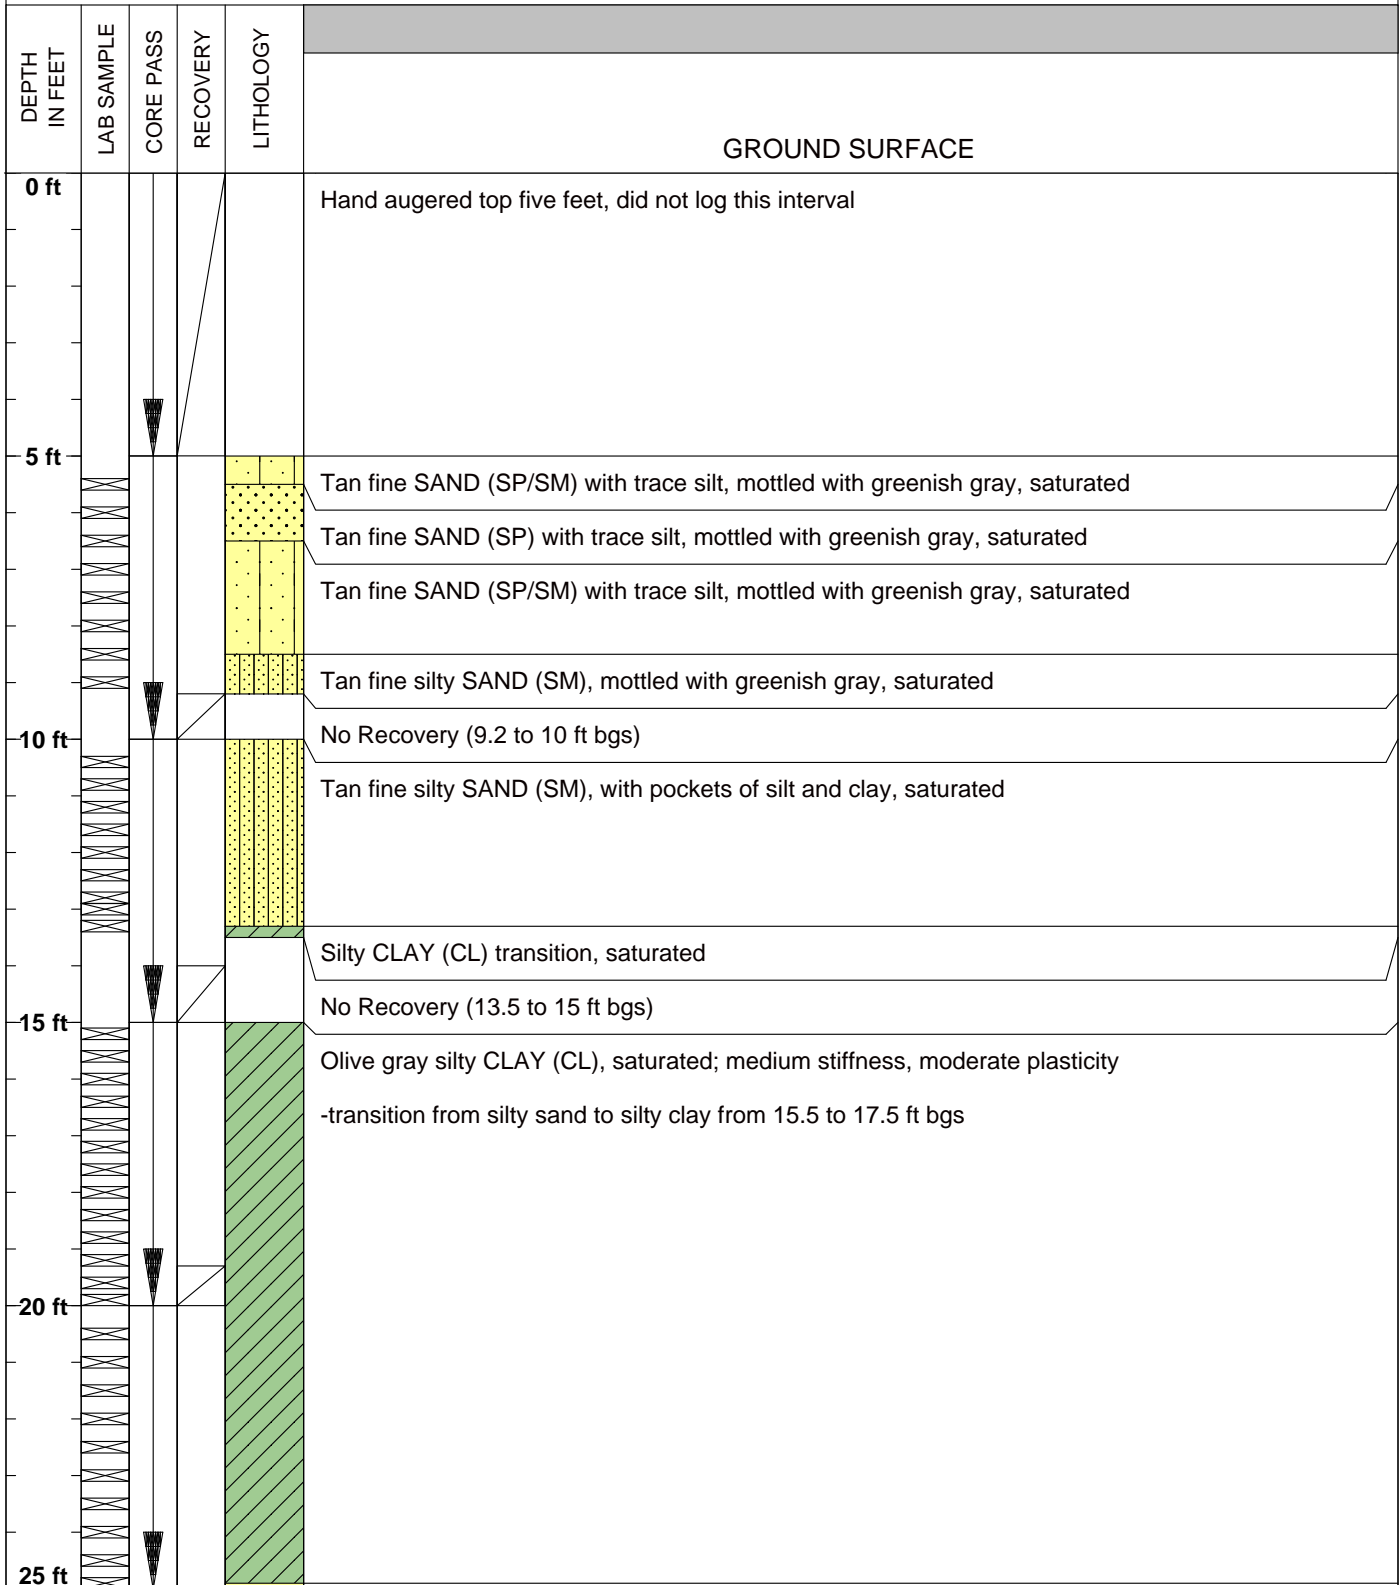 DEPTH
IN FEET
LAB SAMPLE
CORE PASS
RECOVERY
LITHOLOGY
GROUND SURFACE
0 ft
Hand augered top five feet, did not log this interval
5 ft
Tan fine SAND (SP/SM) with trace silt, mottled with greenish gray, saturated
Tan fine SAND (SP) with trace silt, mottled with greenish gray, saturated
Tan fine SAND (SP/SM) with trace silt, mottled with greenish gray, saturated
Tan fine silty SAND (SM), mottled with greenish gray, saturated
10 ft
No Recovery (9.2 to 10 ft bgs)
Tan fine silty SAND (SM), with pockets of silt and clay, saturated
Silty CLAY (CL) transition, saturated
No Recovery (13.5 to 15 ft bgs)
15 ft
Olive gray silty CLAY (CL), saturated; medium stiffness, moderate plasticity
-transition from silty sand to silty clay from 15.5 to 17.5 ft bgs
20 ft
25 ft